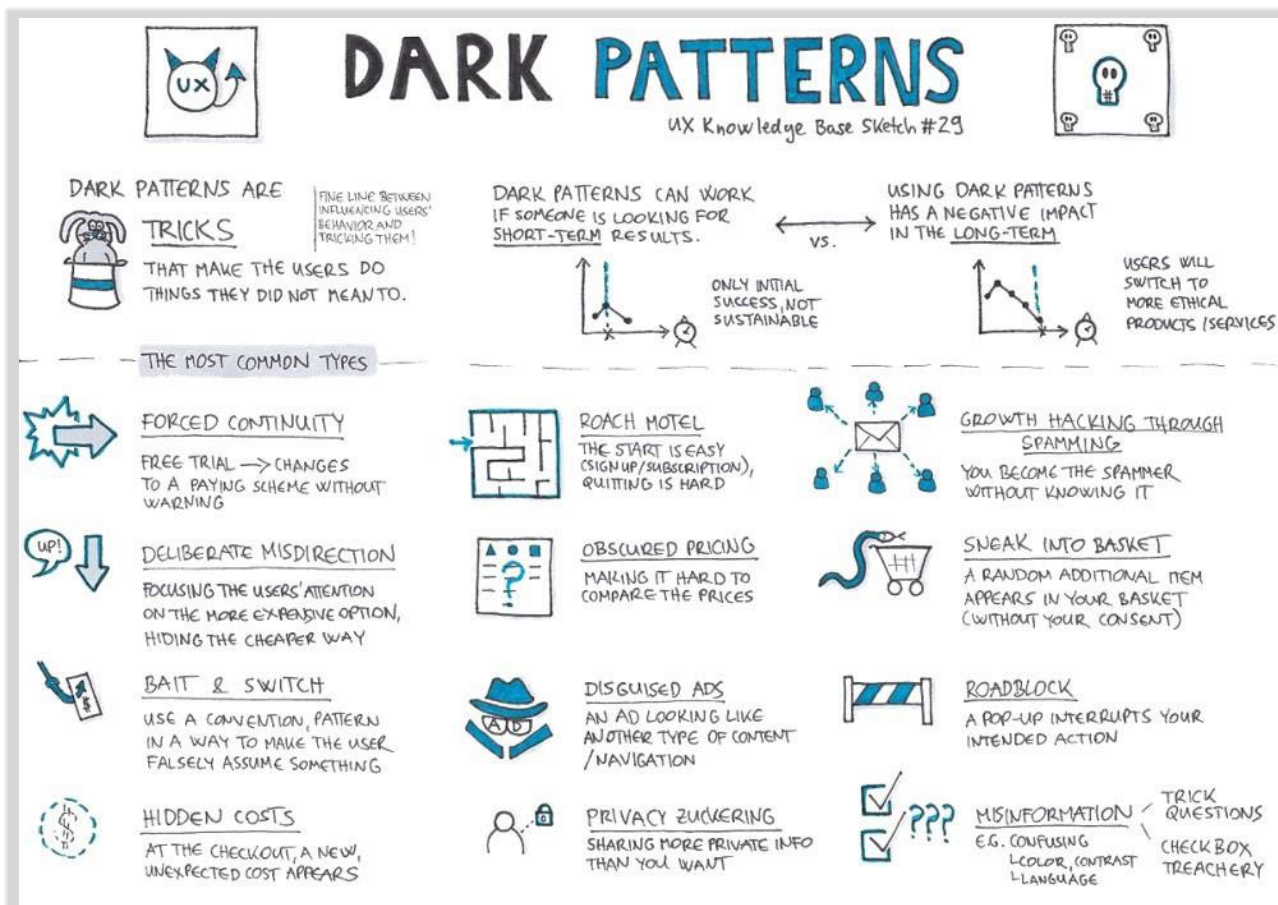 UX
DARK PATTERNS
UX Knowledge Base Sketch #29
DARK PATTERNS ARE
TRICKS
THAT MAKE THE USERS DO
THINGS THEY DID NOT MEAN TO.
FINE LINE BETWEEN
INFLUENCING USERS'
BEHAVIOR AND
TRICKING THEM!
DARK PATTERNS CAN WORK
IF SOMEONE IS LOOKING FOR
SHORT-TERM RESULTS.
ONLY INITIAL
SUCCESS, NOT
SUSTAINABLE
VS.
USING DARK PATTERNS
HAS A NEGATIVE IMPACT
IN THE LONG-TERM
USERS WILL
SWITCH TO
MORE ETHICAL
PRODUCTS/SERVICES
THE MOST COMMON TYPES
FORCED CONTINUITY
FREE TRIAL → CHANGES
TO A PAYING SCHEME WITHOUT
WARNING
ROACH MOTEL
THE START IS EASY
(SIGN UP/SUBSCRIPTION),
QUITTING IS HARD
GROWTH HACKING THROUGH
SPAMMING
YOU BECOME THE SPAMMER
WITHOUT KNOWING IT
UP!
DELIBERATE MISDIRECTION
FOCUSING THE USERS' ATTENTION
ON THE MORE EXPENSIVE OPTION,
HIDING THE CHEAPER WAY
?
OBSCURED PRICING
MAKING IT HARD TO
COMPARE THE PRICES
SNEAK INTO BASKET
A RANDOM ADDITIONAL ITEM
APPEARS IN YOUR BASKET
(WITHOUT YOUR CONSENT)
BAIT & SWITCH
USE A CONVENTION, PATTERN
IN A WAY TO MAKE THE USER
FALSELY ASSUME SOMETHING
AD
DISGUISED ADS
AN AD LOOKING LIKE
ANOTHER TYPE OF CONTENT
/NAVIGATION
ROADBLOCK
A POP-UP INTERRUPTS YOUR
INTENDED ACTION
$
HIDDEN COSTS
AT THE CHECKOUT, A NEW,
UNEXPECTED COST APPEARS
PRIVACY ZUCKERING
SHARING MORE PRIVATE INFO
THAN YOU WANT
???
MISINFORMATION
E.G. CONFUSING
COLOR, CONTRAST
LANGUAGE
TRICK
QUESTIONS
CHECKBOX
TREACHERY